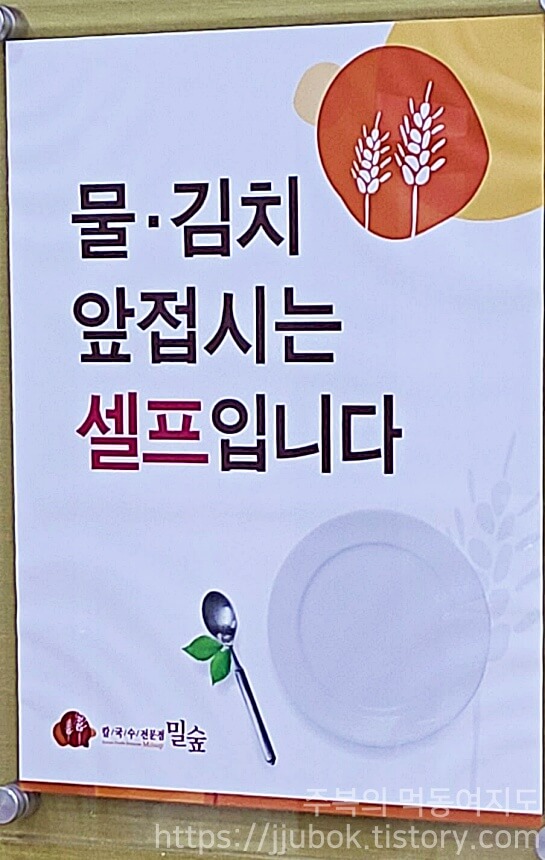 물·김치
앞접시는
셀프입니다
칼/국/수/전문점 밀숲
주복의 먹동여지도
https://jjubok.tistory.com